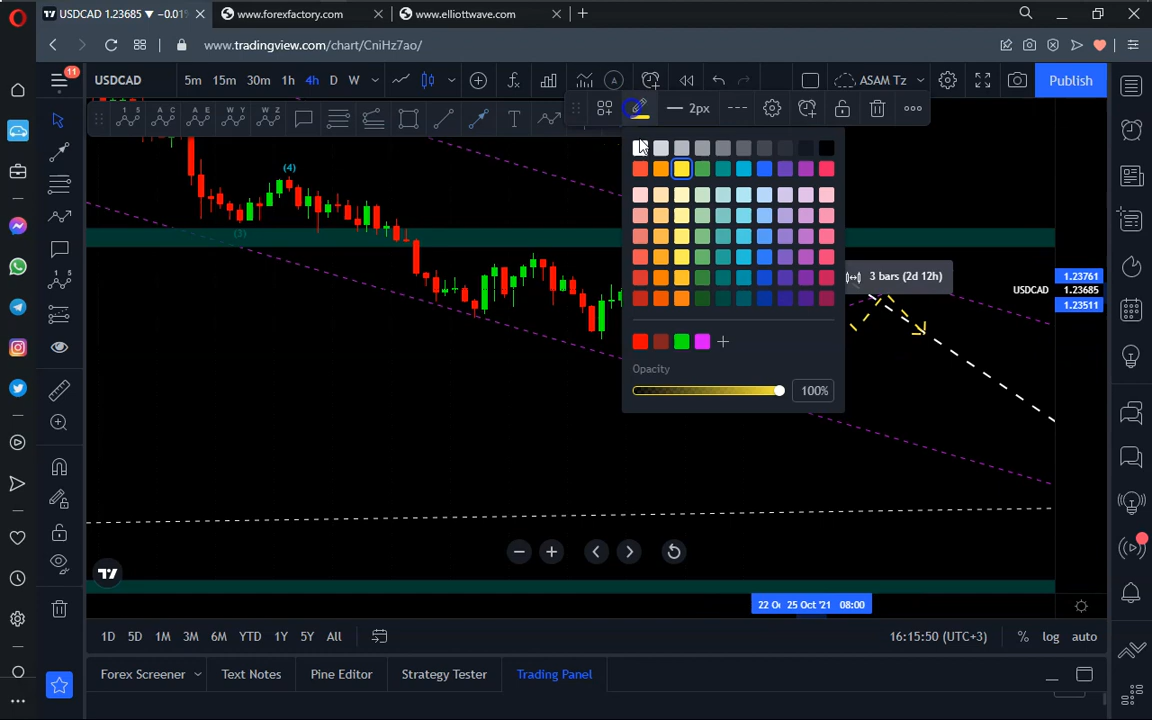 USDCAD 1.23685 ▼ −0.01%
www.forexfactory.com
www.elliottwave.com
www.tradingview.com/chart/CniHz7ao/
11
USDCAD
5m 15m 30m 1h 4h D W
ASAM Tz
Publish
2px
(4)
(3)
3 bars (2d 12h)
1.23761
USDCAD 1.23685
1.23511
Opacity
100%
25 Oct '21 08:00
1D 5D 1M 3M 6M YTD 1Y 5Y All
16:15:50 (UTC+3)
% log auto
Forex Screener
Text Notes
Pine Editor
Strategy Tester
Trading Panel